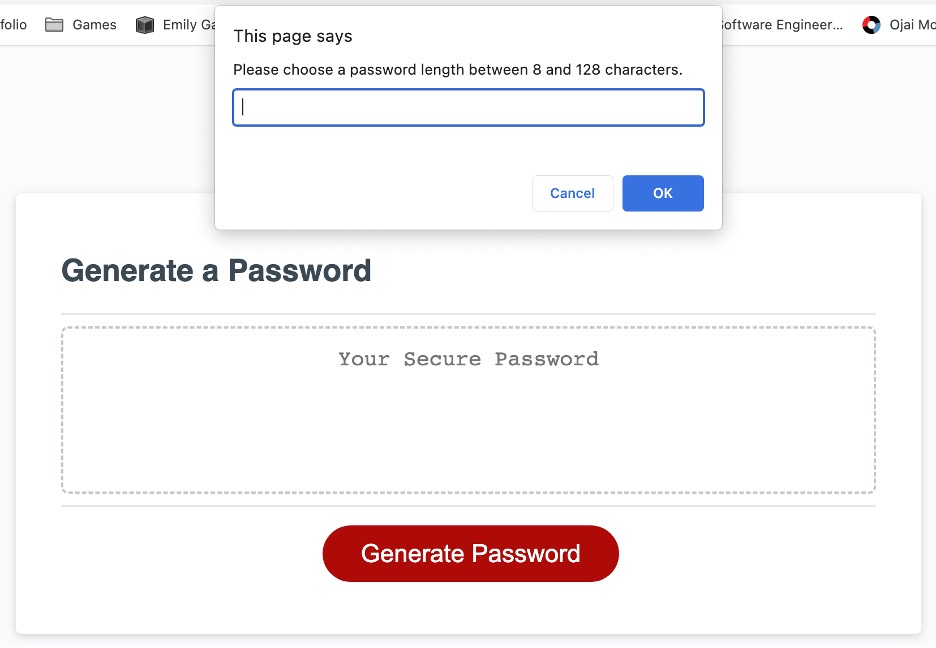 folio Games Emily Ga
Software Engineer... Ojai Mo
This page says
Please choose a password length between 8 and 128 characters.
Cancel OK
Generate a Password
Your Secure Password
Generate Password